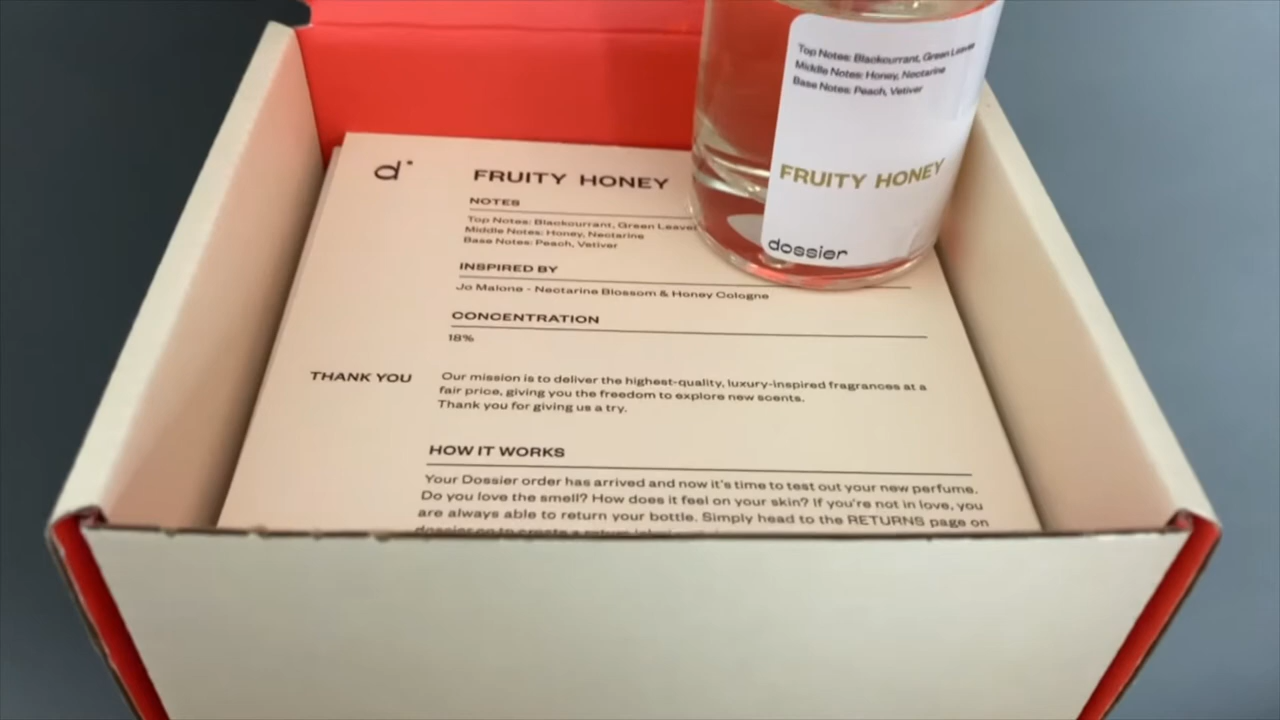 Top Notes: Blackcurrant, Green Leaves
Middle Notes: Honey, Nectarine
Base Notes: Peach, Vetiver
FRUITY HONEY
dossier
d
FRUITY HONEY
NOTES
Top Notes: Blackcurrant, Green Leaves
Middle Notes: Honey, Nectarine
Base Notes: Peach, Vetiver
INSPIRED BY
Jo Malone - Nectarine Blossom & Honey Cologne
CONCENTRATION
18%
THANK YOU
Our mission is to deliver the highest-quality, luxury-inspired fragrances at a
fair price, giving you the freedom to explore new scents.
Thank you for giving us a try.
HOW IT WORKS
Your Dossier order has arrived and now it's time to test out your new perfume.
Do you love the smell? How does it feel on your skin? If you're not in love, you
are always able to return your bottle. Simply head to the RETURNS page on